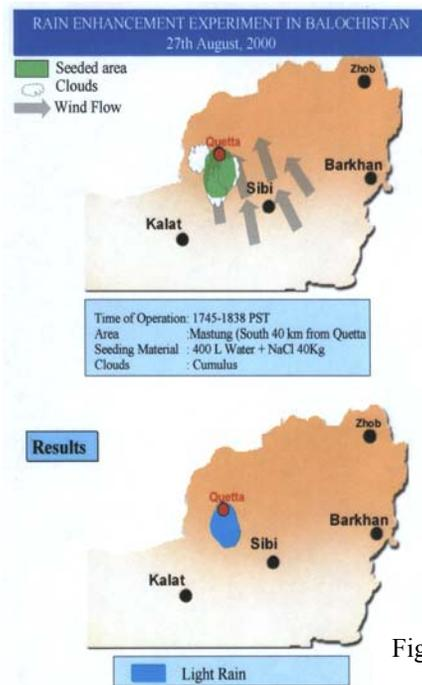 RAIN ENHANCEMENT EXPERIMENT IN BALOCHISTAN
27th August, 2000
Seeded area
Clouds
Wind Flow
Zhob
Quetta
Barkhan
Sibi
Kalat
Time of Operation: 1745-1838 PST
Area :Mastung (South 40 km from Quetta
Seeding Material : 400 L Water + NaCl 40Kg
Clouds : Cumulus
Results
Zhob
Quetta
Barkhan
Sibi
Kalat
Fig
Light Rain